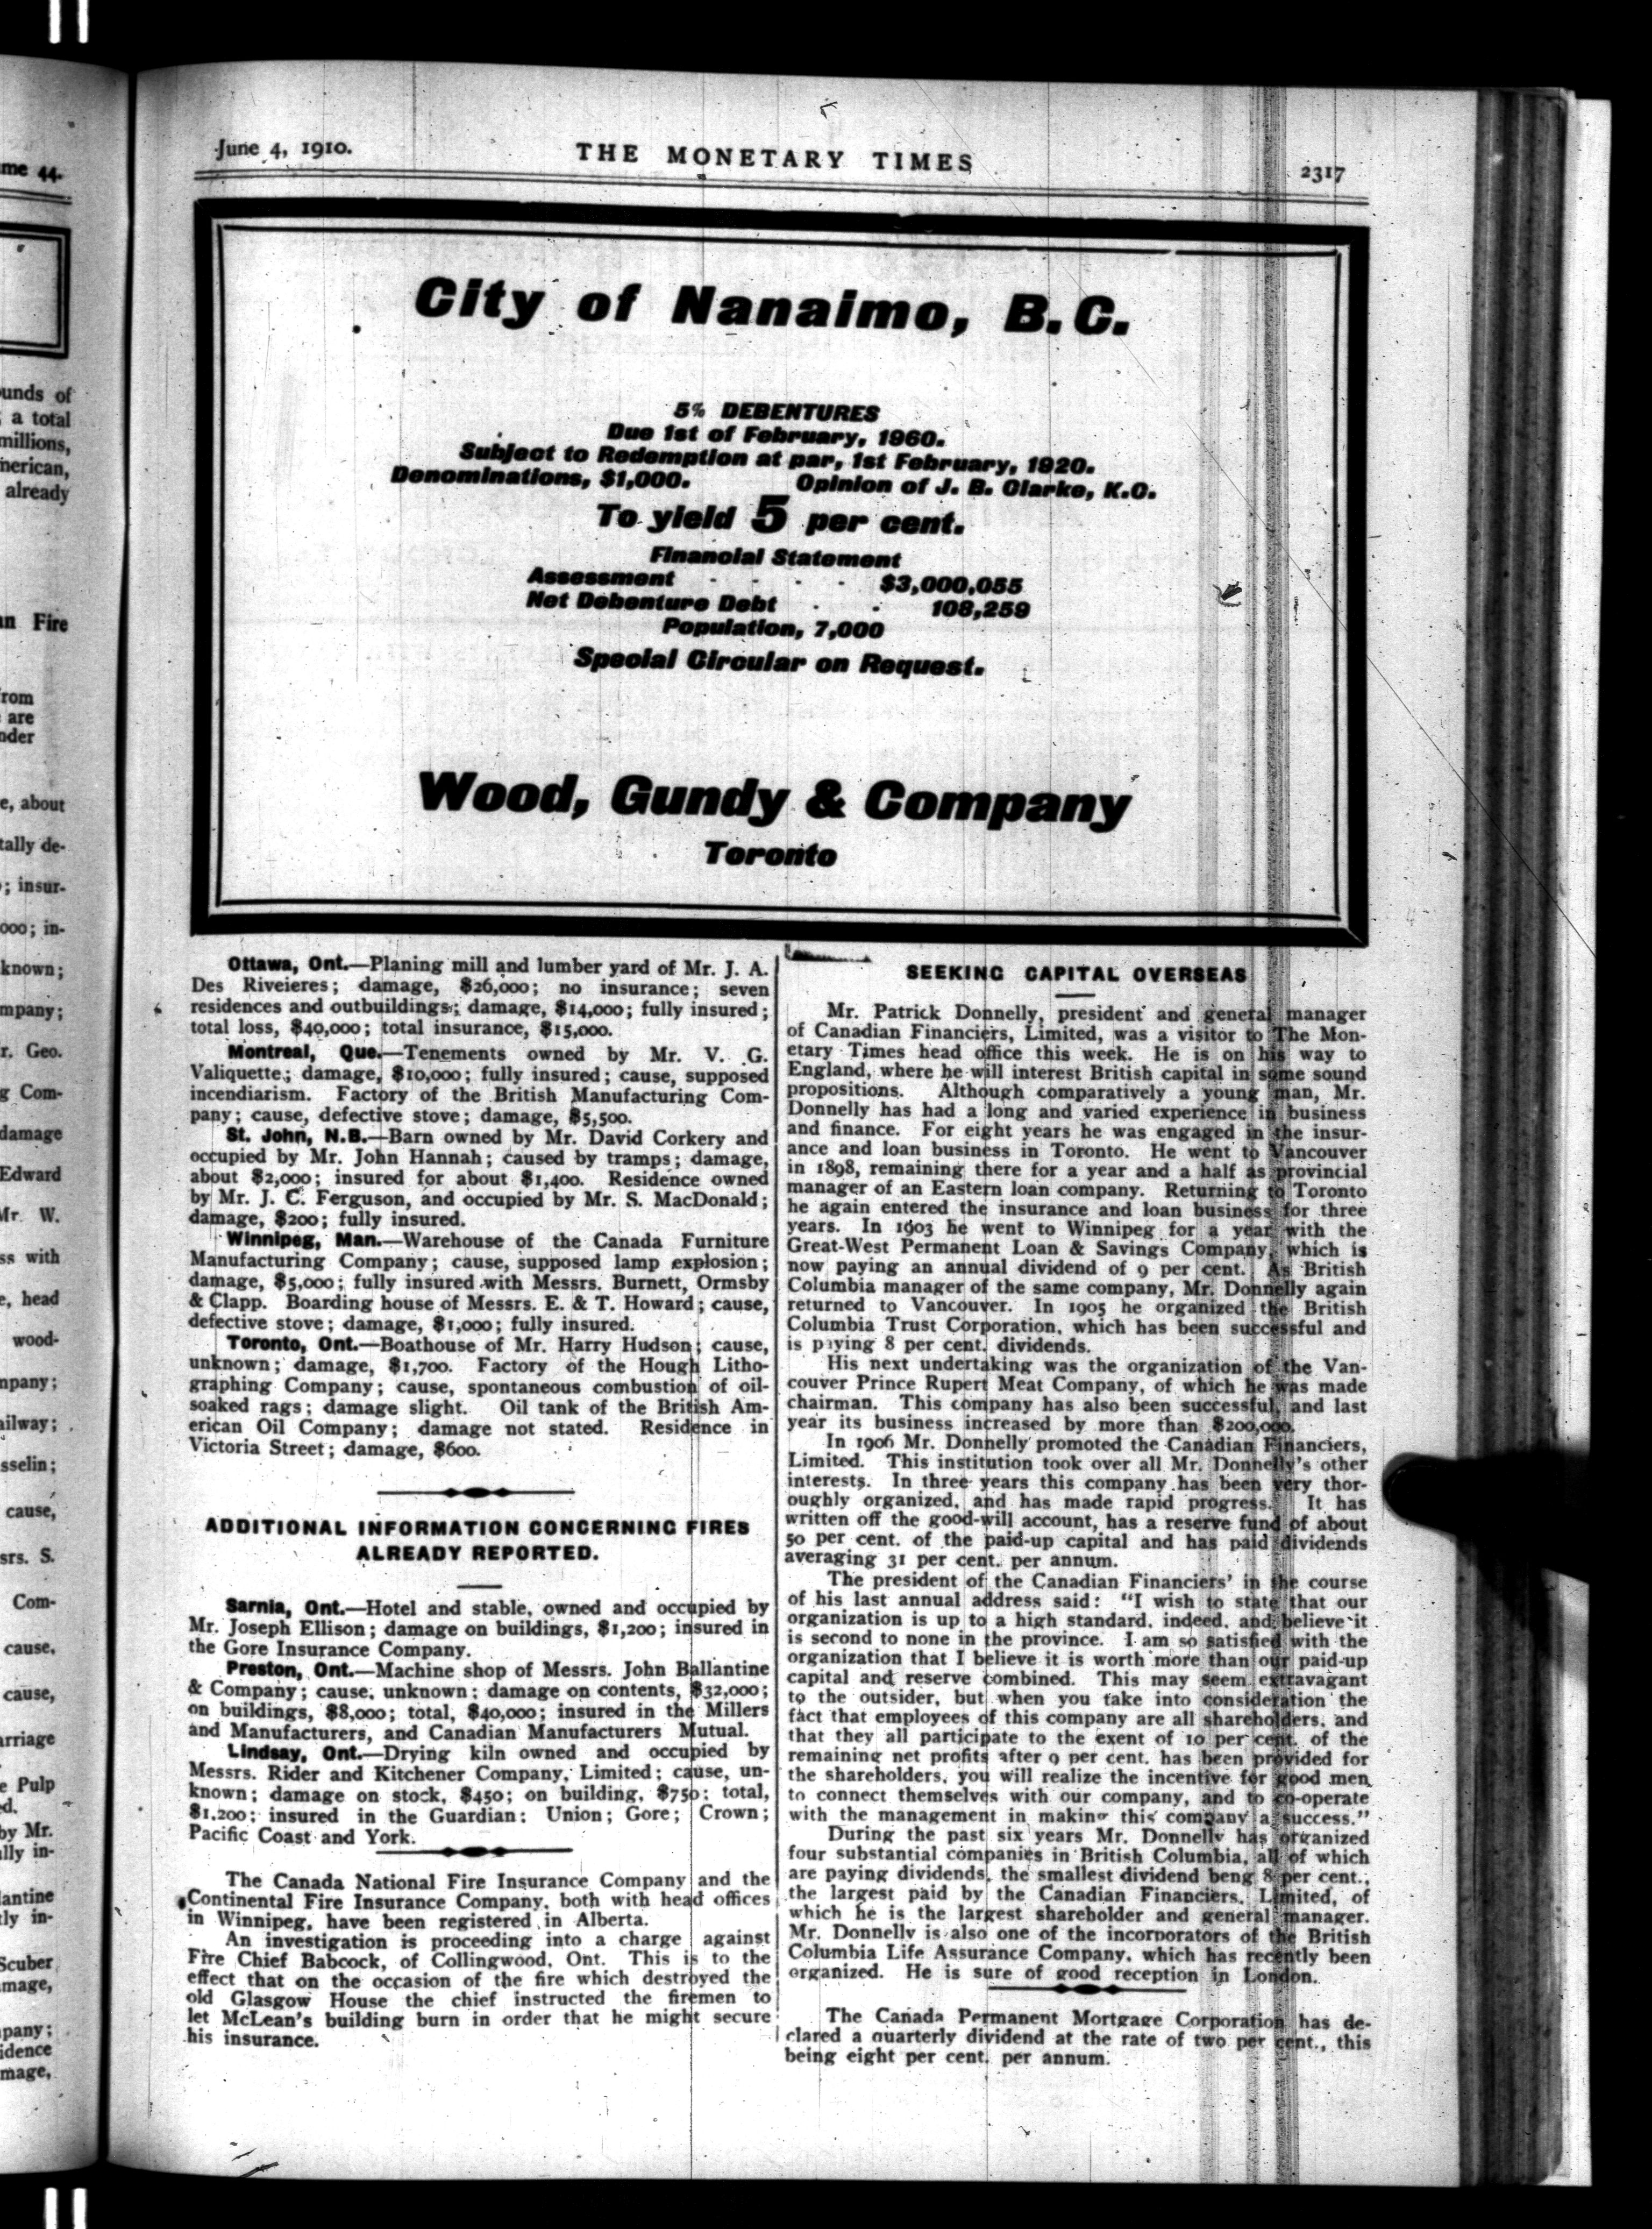 June 4, 1910.
THE MONETARY TIMES
2317
City of Nanaimo, B.C.
5% DEBENTURES
Due 1st of February, 1960.
Subject to Redemption at par, 1st February, 1920.
Denominations, $1,000. Opinion of J. B. Clarke, K.C.
To yield 5 per cent.
Financial Statement
Assessment - - - - $3,000,055
Net Debenture Debt - - 108,259
Population, 7,000
Special Circular on Request.
Wood, Gundy & Company
Toronto
Ottawa, Ont.—Planing mill and lumber yard of Mr. J. A.
Des Riveieres; damage, $26,000; no insurance; seven
residences and outbuildings; damage, $14,000; fully insured;
total loss, $40,000; total insurance, $15,000.
Montreal, Que.—Tenements owned by Mr. V. G.
Valiquette; damage, $10,000; fully insured; cause, supposed
incendiarism. Factory of the British Manufacturing Com-
pany; cause, defective stove; damage, $5,500.
St. John, N.B.—Barn owned by Mr. David Corkery and
occupied by Mr. John Hannah; caused by tramps; damage,
about $2,000; insured for about $1,400. Residence owned
by Mr. J. C. Ferguson, and occupied by Mr. S. MacDonald;
damage, $200; fully insured.
Winnipeg, Man.—Warehouse of the Canada Furniture
Manufacturing Company; cause, supposed lamp explosion;
damage, $5,000; fully insured with Messrs. Burnett, Ormsby
& Clapp. Boarding house of Messrs. E. & T. Howard; cause,
defective stove; damage, $1,000; fully insured.
Toronto, Ont.—Boathouse of Mr. Harry Hudson; cause,
unknown; damage, $1,700. Factory of the Hough Litho-
graphing Company; cause, spontaneous combustion of oil-
soaked rags; damage slight. Oil tank of the British Am-
erican Oil Company; damage not stated. Residence in
Victoria Street; damage, $600.
ADDITIONAL INFORMATION CONCERNING FIRES
ALREADY REPORTED.
Sarnia, Ont.—Hotel and stable, owned and occupied by
Mr. Joseph Ellison; damage on buildings, $1,200; insured in
the Gore Insurance Company.
Preston, Ont.—Machine shop of Messrs. John Ballantine
& Company; cause, unknown; damage on contents, $32,000;
on buildings, $8,000; total, $40,000; insured in the Millers
and Manufacturers, and Canadian Manufacturers Mutual.
Lindsay, Ont.—Drying kiln owned and occupied by
Messrs. Rider and Kitchener Company, Limited; cause, un-
known; damage on stock, $450; on building, $750; total,
$1,200; insured in the Guardian; Union; Gore; Crown;
Pacific Coast and York.
The Canada National Fire Insurance Company and the
Continental Fire Insurance Company, both with head offices
in Winnipeg, have been registered in Alberta.
An investigation is proceeding into a charge against
Fire Chief Babcock, of Collingwood, Ont. This is to the
effect that on the occasion of the fire which destroyed the
old Glasgow House the chief instructed the firemen to
let McLean's building burn in order that he might secure
his insurance.
SEEKING CAPITAL OVERSEAS
Mr. Patrick Donnelly, president and general manager
of Canadian Financiers, Limited, was a visitor to The Mon-
etary Times head office this week. He is on his way to
England, where he will interest British capital in some sound
propositions. Although comparatively a young man, Mr.
Donnelly has had a long and varied experience in business
and finance. For eight years he was engaged in the insur-
ance and loan business in Toronto. He went to Vancouver
in 1898, remaining there for a year and a half as provincial
manager of an Eastern loan company. Returning to Toronto
he again entered the insurance and loan business for three
years. In 1903 he went to Winnipeg for a year with the
Great-West Permanent Loan & Savings Company, which is
now paying an annual dividend of 9 per cent. As British
Columbia manager of the same company, Mr. Donnelly again
returned to Vancouver. In 1905 he organized the British
Columbia Trust Corporation, which has been successful and
is paying 8 per cent. dividends.
His next undertaking was the organization of the Van-
couver Prince Rupert Meat Company, of which he was made
chairman. This company has also been successful, and last
year its business increased by more than $200,000.
In 1906 Mr. Donnelly promoted the Canadian Financiers,
Limited. This institution took over all Mr. Donnelly's other
interests. In three years this company has been very thor-
oughly organized, and has made rapid progress. It has
written off the good-will account, has a reserve fund of about
50 per cent. of the paid-up capital and has paid dividends
averaging 31 per cent. per annum.
The president of the Canadian Financiers' in the course
of his last annual address said: "I wish to state that our
organization is up to a high standard, indeed, and believe it
is second to none in the province. I am so satisfied with the
organization that I believe it is worth more than our paid-up
capital and reserve combined. This may seem extravagant
to the outsider, but when you take into consideration the
fact that employees of this company are all shareholders, and
that they all participate to the exent of 10 per cent. of the
remaining net profits after 9 per cent. has been provided for
the shareholders, you will realize the incentive for good men
to connect themselves with our company, and to co-operate
with the management in making this company a success."
During the past six years Mr. Donnelly has organized
four substantial companies in British Columbia, all of which
are paying dividends, the smallest dividend beng 8 per cent.,
the largest paid by the Canadian Financiers, Limited, of
which he is the largest shareholder and general manager.
Mr. Donnelly is also one of the incorporators of the British
Columbia Life Assurance Company, which has recently been
organized. He is sure of good reception in London.
The Canada Permanent Mortgage Corporation has de-
clared a quarterly dividend at the rate of two per cent., this
being eight per cent. per annum.